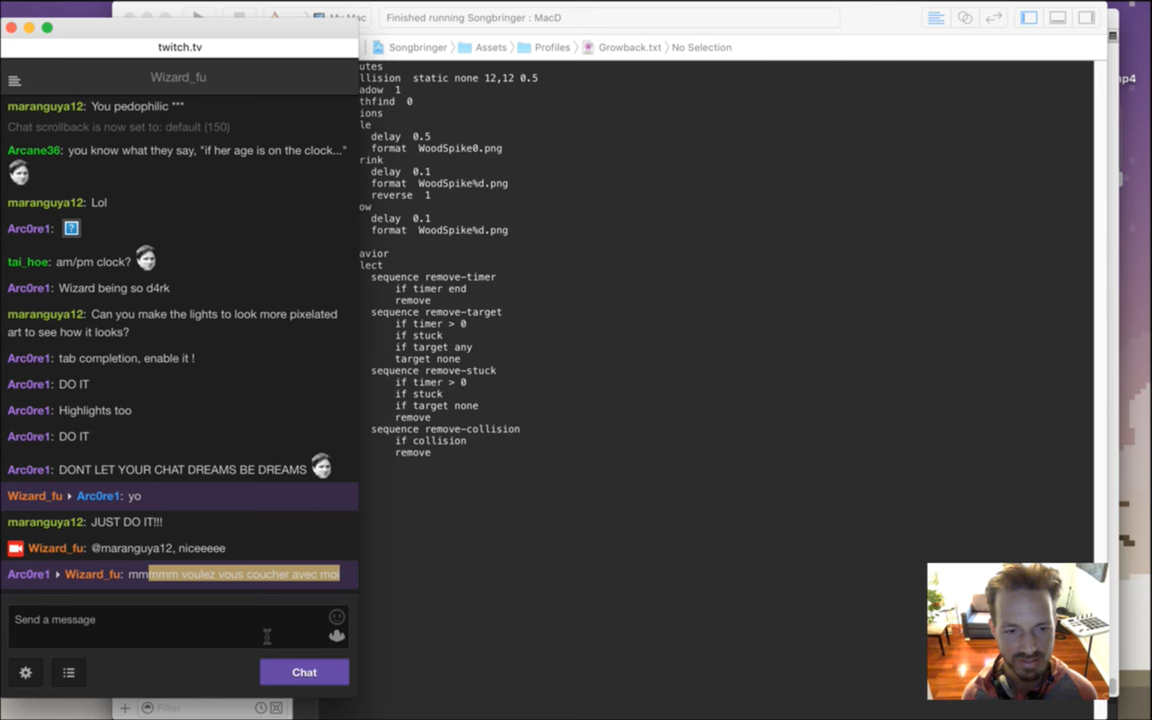 My Mac
Finished running Songbringer : MacD
twitch.tv
Songbringer
Assets
Profiles
Growback.txt
No Selection
mp4
Wizard_fu
maranguya12: You pedophilic ***
Chat scrollback is now set to: default (150)
Arcane36: you know what they say, "if her age is on the clock..."
maranguya12: Lol
Arc0re1:
tai_hoe: am/pm clock?
Arc0re1: Wizard being so d4rk
maranguya12: Can you make the lights to look more pixelated
art to see how it looks?
Arc0re1: tab completion, enable it !
Arc0re1: DO IT
Arc0re1: Highlights too
Arc0re1: DO IT
Arc0re1: DONT LET YOUR CHAT DREAMS BE DREAMS
Wizard_fu Arc0re1: yo
maranguya12: JUST DO IT!!!
Wizard_fu: @maranguya12, niceeeee
Arc0re1 Wizard_fu: mmmmm voulez vous coucher avec moi
Send a message
Chat
Filter
utes
llision static none 12,12 0.5
adow 1
thfind 0
ions
le
delay 0.5
format WoodSpike0.png
rink
delay 0.1
format WoodSpike%d.png
reverse 1
ow
delay 0.1
format WoodSpike%d.png
avior
lect
sequence remove-timer
if timer end
remove
sequence remove-target
if timer > 0
if stuck
if target any
target none
sequence remove-stuck
if timer > 0
if stuck
if target none
remove
sequence remove-collision
if collision
remove